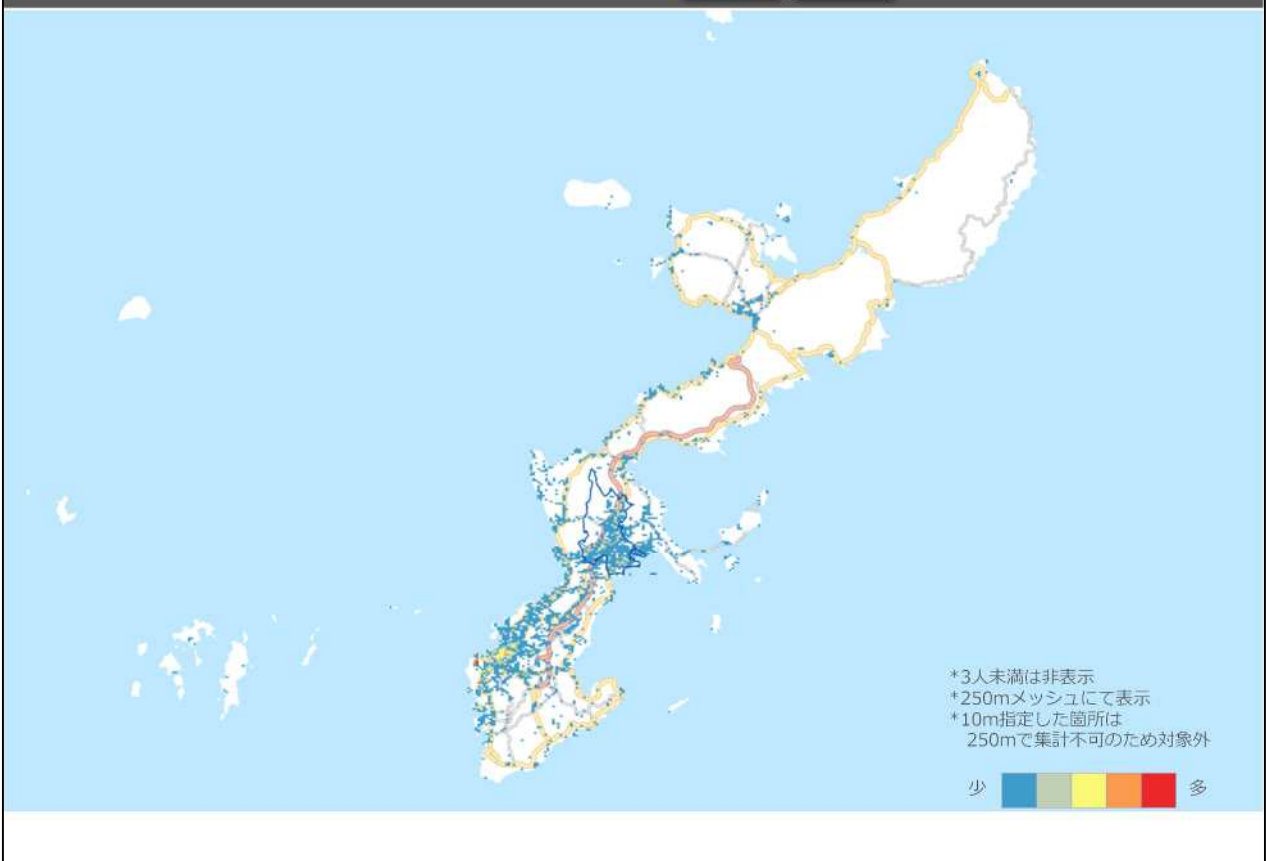 *3人未満は非表示
*250mメッシュにて表示
*10m指定した箇所は
250mで集計不可のため対象外
少 多